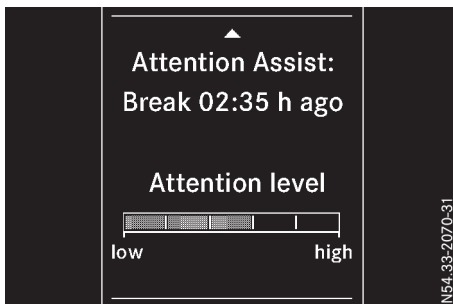 Attention Assist:
Break 02:35 h ago
Attention level
low high
N54.33-2070-31